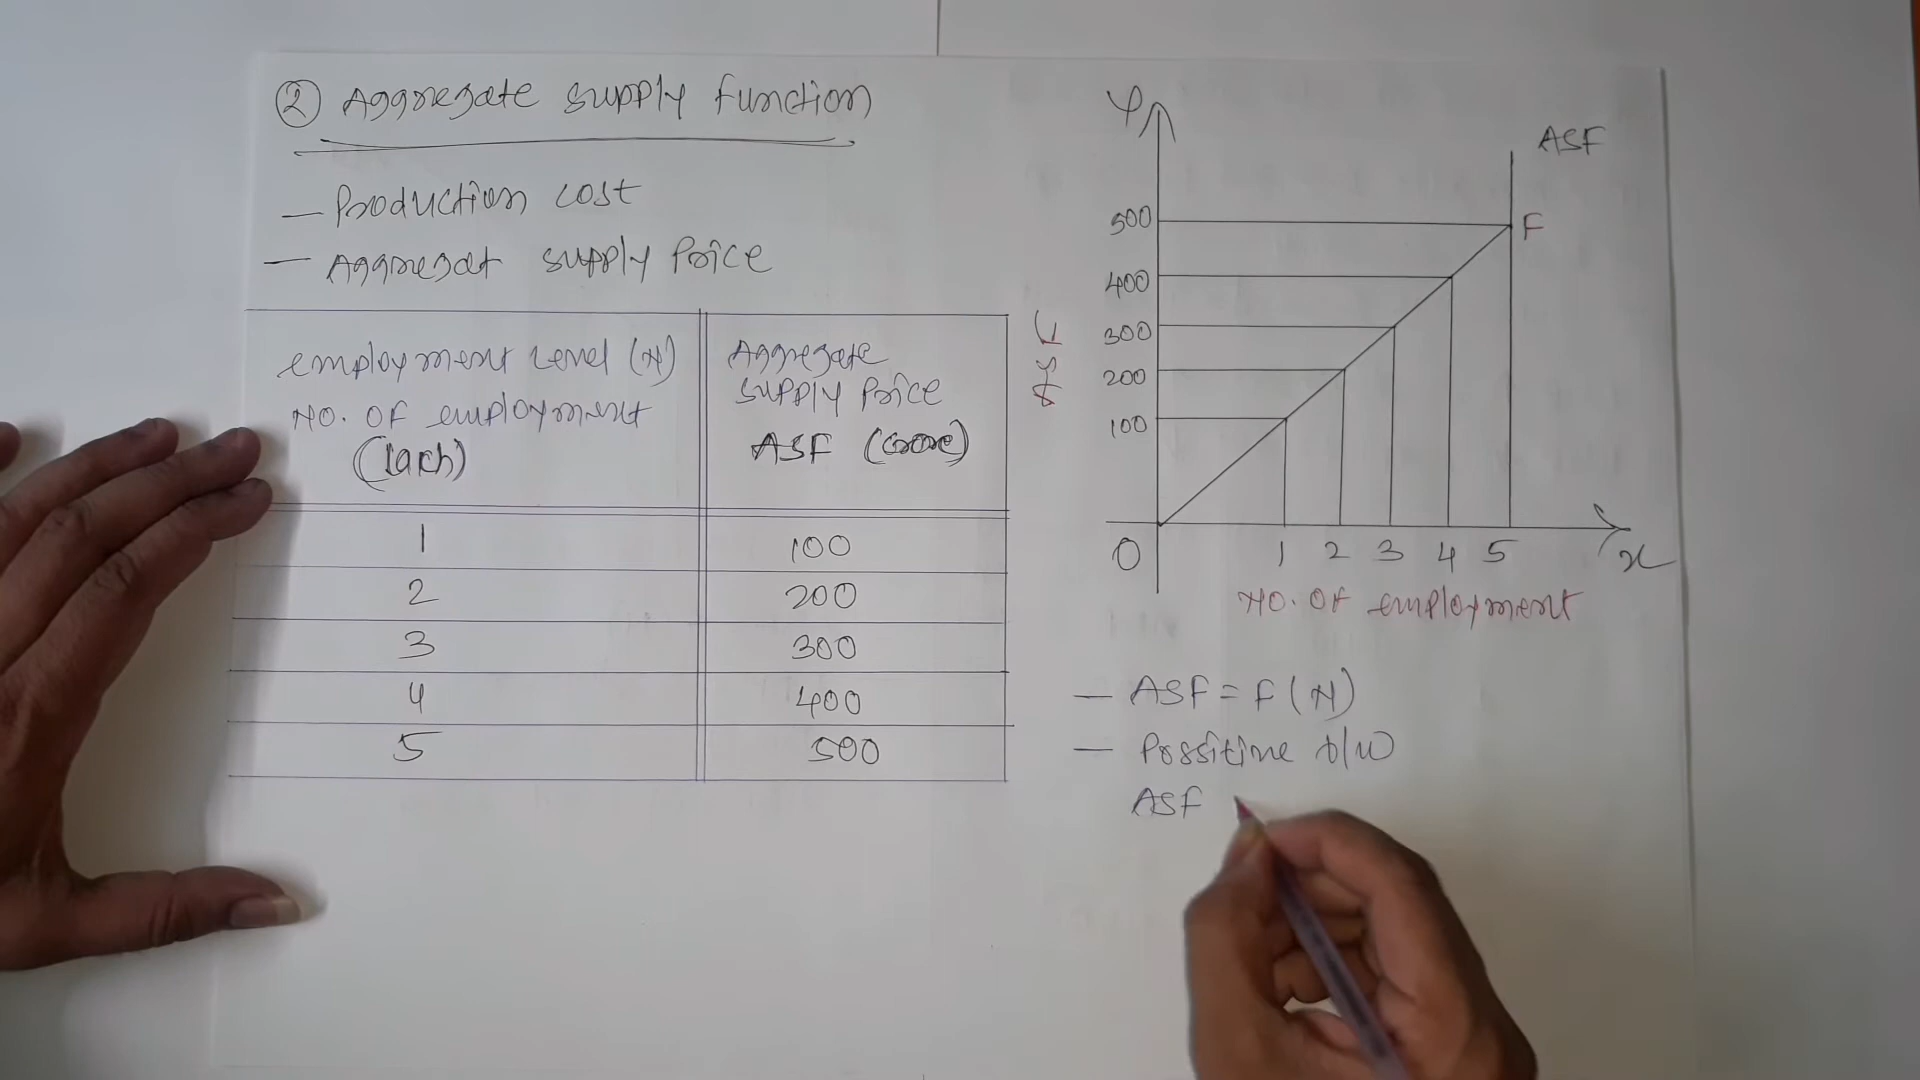 ② Aggregate supply function
— Production cost
— Aggregat supply Price
employment Level (N)
NO. OF employment
(lach)
Aggregate
supply Price
ASF (crore)
1 100
2 200
3 300
4 400
5 500
Y
ASF
500
F
400
300
200
100
ASF
0 1 2 3 4 5 x
NO. OF employment
— ASF = F (N)
— Possitive b/w
ASF